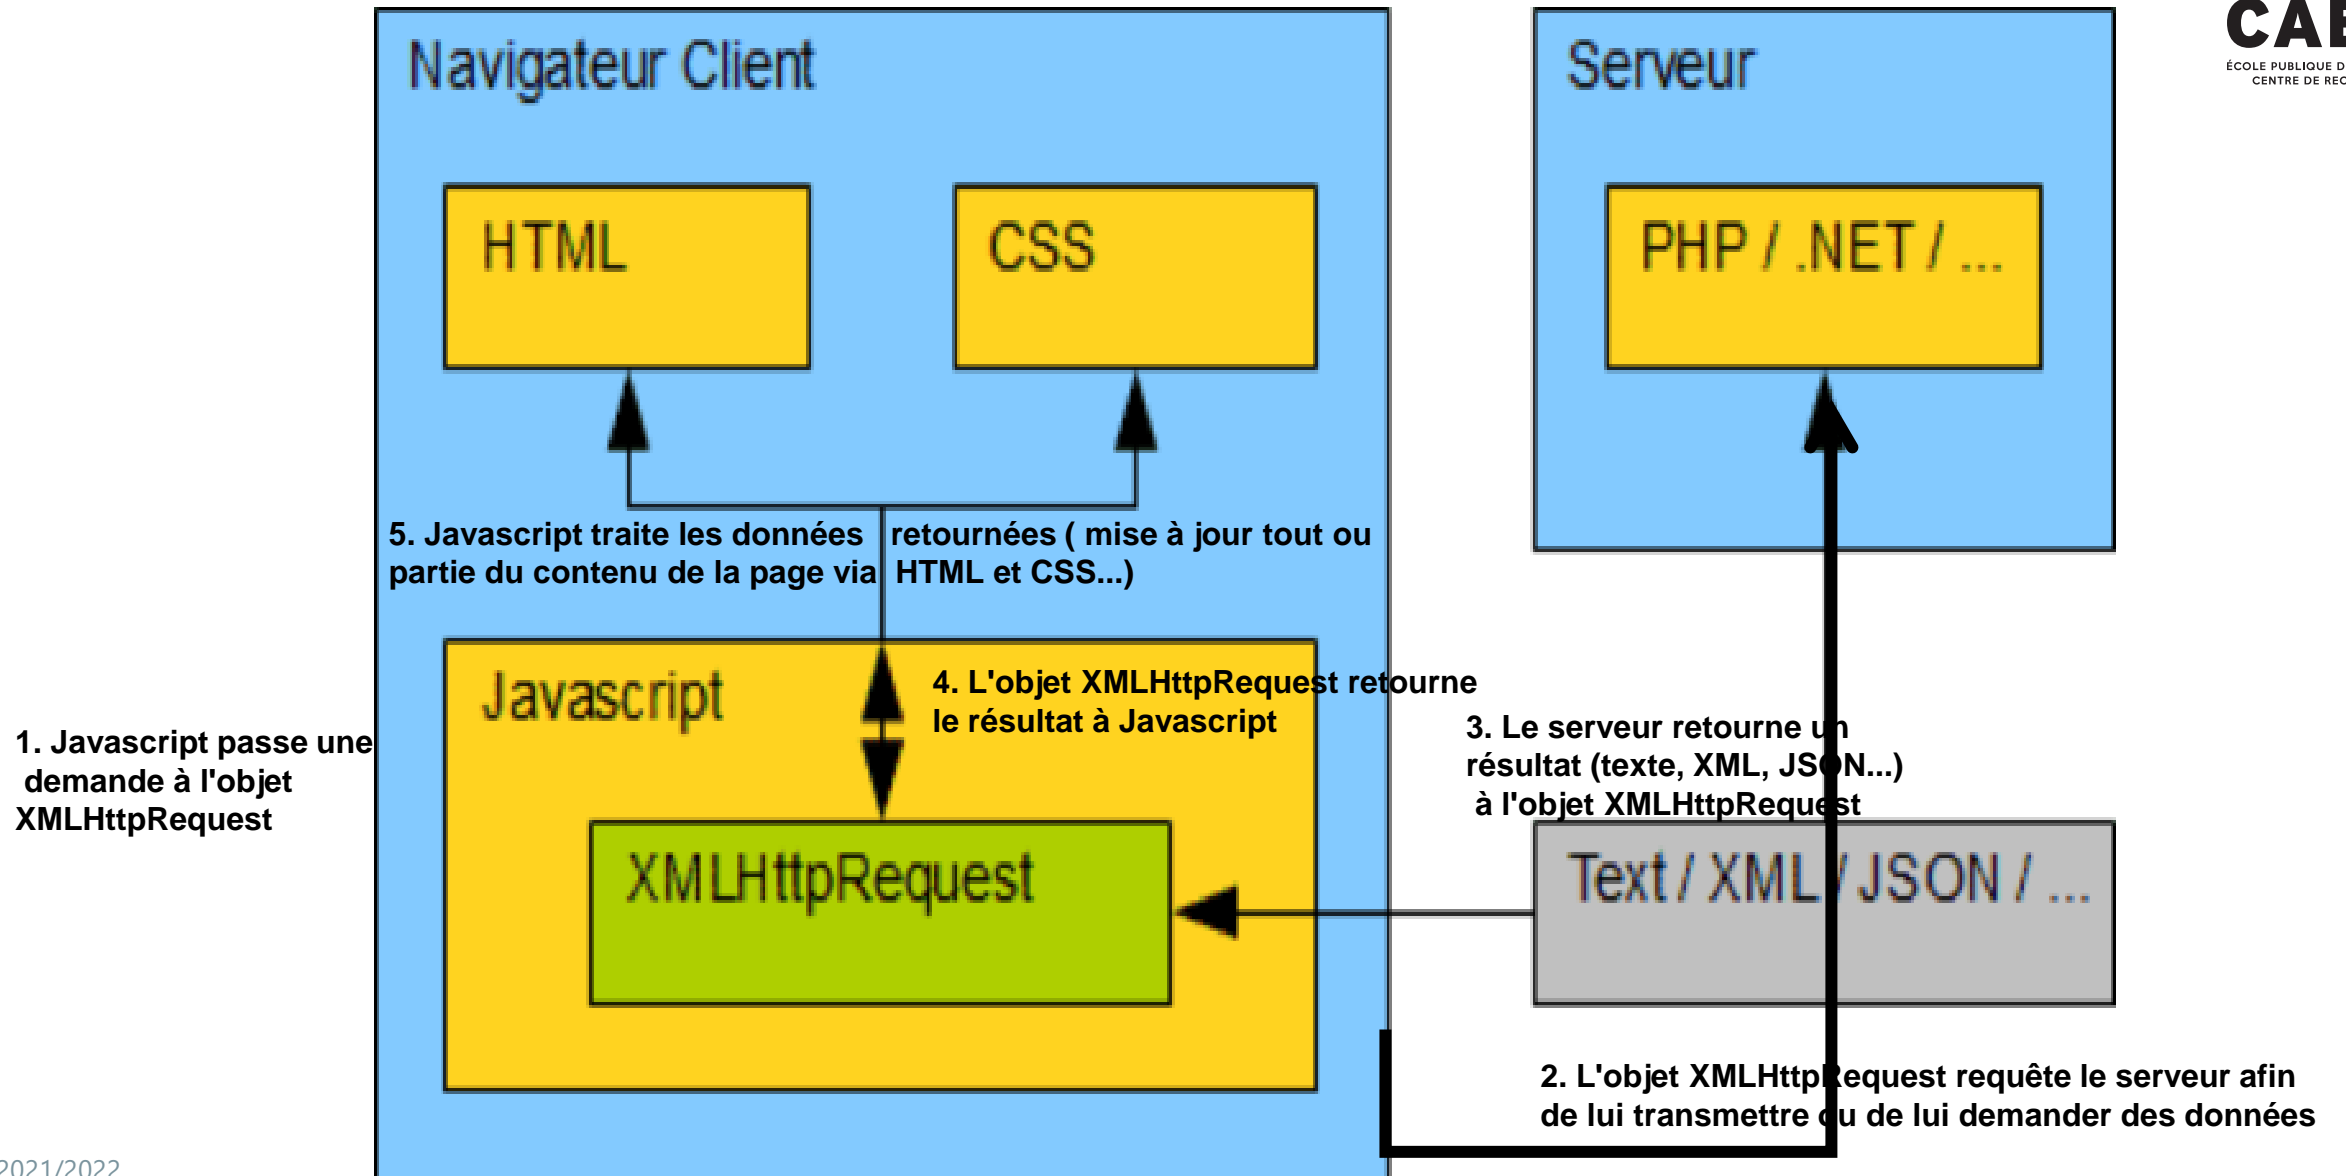 Navigateur Client
Serveur
ÉCOLE PUBLIQUE
CENTRE DE
HTML
CSS
PHP / .NET / ...
5. Javascript traite les données retournées ( mise à jour tout ou
partie du contenu de la page via HTML et CSS...)
Javascript
4. L'objet XMLHttpRequest retourne
le résultat à Javascript
1. Javascript passe une
demande à l'objet
XMLHttpRequest
3. Le serveur retourne un
résultat (texte, XML, JSON...)
à l'objet XMLHttpRequest
XMLHttpRequest
Text / XML / JSON / ...
2. L'objet XMLHttpRequest requête le serveur afin
de lui transmettre ou de lui demander des données
2021/2022